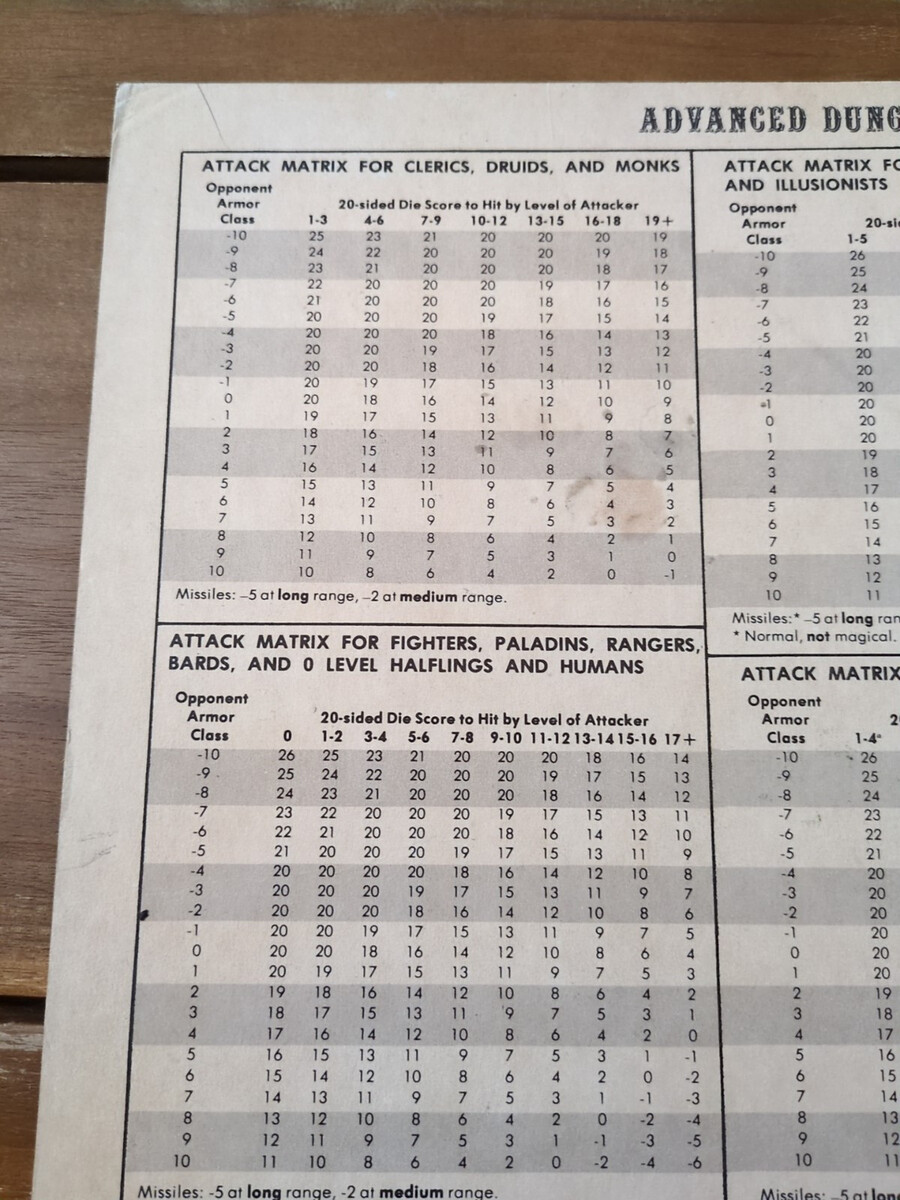 ADVANCED DUNG
ATTACK MATRIX FOR CLERICS, DRUIDS, AND MONKS
Opponent
Armor 20-sided Die Score to Hit by Level of Attacker
Class 1-3 4-6 7-9 10-12 13-15 16-18 19+
-10 25 23 21 20 20 20 19
-9 24 22 20 20 20 19 18
-8 23 21 20 20 20 18 17
-7 22 20 20 20 19 17 16
-6 21 20 20 20 18 16 15
-5 20 20 20 19 17 15 14
-4 20 20 20 18 16 14 13
-3 20 20 19 17 15 13 12
-2 20 20 18 16 14 12 11
-1 20 19 17 15 13 11 10
0 20 18 16 14 12 10 9
1 19 17 15 13 11 9 8
2 18 16 14 12 10 8 7
3 17 15 13 11 9 7 6
4 16 14 12 10 8 6 5
5 15 13 11 9 7 5 4
6 14 12 10 8 6 4 3
7 13 11 9 7 5 3 2
8 12 10 8 6 4 2 1
9 11 9 7 5 3 1 0
10 10 8 6 4 2 0 -1
Missiles: –5 at long range, –2 at medium range.
ATTACK MATRIX FO
AND ILLUSIONISTS
Opponent
Armor 20-si
Class 1-5
-10 26
-9 25
-8 24
-7 23
-6 22
-5 21
-4 20
-3 20
-2 20
-1 20
0 20
1 20
2 19
3 18
4 17
5 16
6 15
7 14
8 13
9 12
10 11
Missiles:* –5 at long ran
* Normal, not magical.
ATTACK MATRIX FOR FIGHTERS, PALADINS, RANGERS,
BARDS, AND 0 LEVEL HALFLINGS AND HUMANS
Opponent
Armor 20-sided Die Score to Hit by Level of Attacker
Class 0 1-2 3-4 5-6 7-8 9-10 11-12 13-14 15-16 17+
-10 26 25 23 21 20 20 20 18 16 14
-9 25 24 22 20 20 20 19 17 15 13
-8 24 23 21 20 20 20 18 16 14 12
-7 23 22 20 20 20 19 17 15 13 11
-6 22 21 20 20 20 18 16 14 12 10
-5 21 20 20 20 19 17 15 13 11 9
-4 20 20 20 20 18 16 14 12 10 8
-3 20 20 20 19 17 15 13 11 9 7
-2 20 20 20 18 16 14 12 10 8 6
-1 20 20 19 17 15 13 11 9 7 5
0 20 20 18 16 14 12 10 8 6 4
1 20 19 17 15 13 11 9 7 5 3
2 19 18 16 14 12 10 8 6 4 2
3 18 17 15 13 11 9 7 5 3 1
4 17 16 14 12 10 8 6 4 2 0
5 16 15 13 11 9 7 5 3 1 -1
6 15 14 12 10 8 6 4 2 0 -2
7 14 13 11 9 7 5 3 1 -1 -3
8 13 12 10 8 6 4 2 0 -2 -4
9 12 11 9 7 5 3 1 -1 -3 -5
10 11 10 8 6 4 2 0 -2 -4 -6
Missiles: -5 at long range, -2 at medium range.
ATTACK MATRIX
Opponent
Armor 2
Class 1-4*
-10 26
-9 25
-8 24
-7 23
-6 22
-5 21
-4 20
-3 20
-2 20
-1 20
0 20
1 20
2 19
3 18
4 17
5 16
6 15
7 14
8 13
9 12
10 11
Missiles: -5 at long